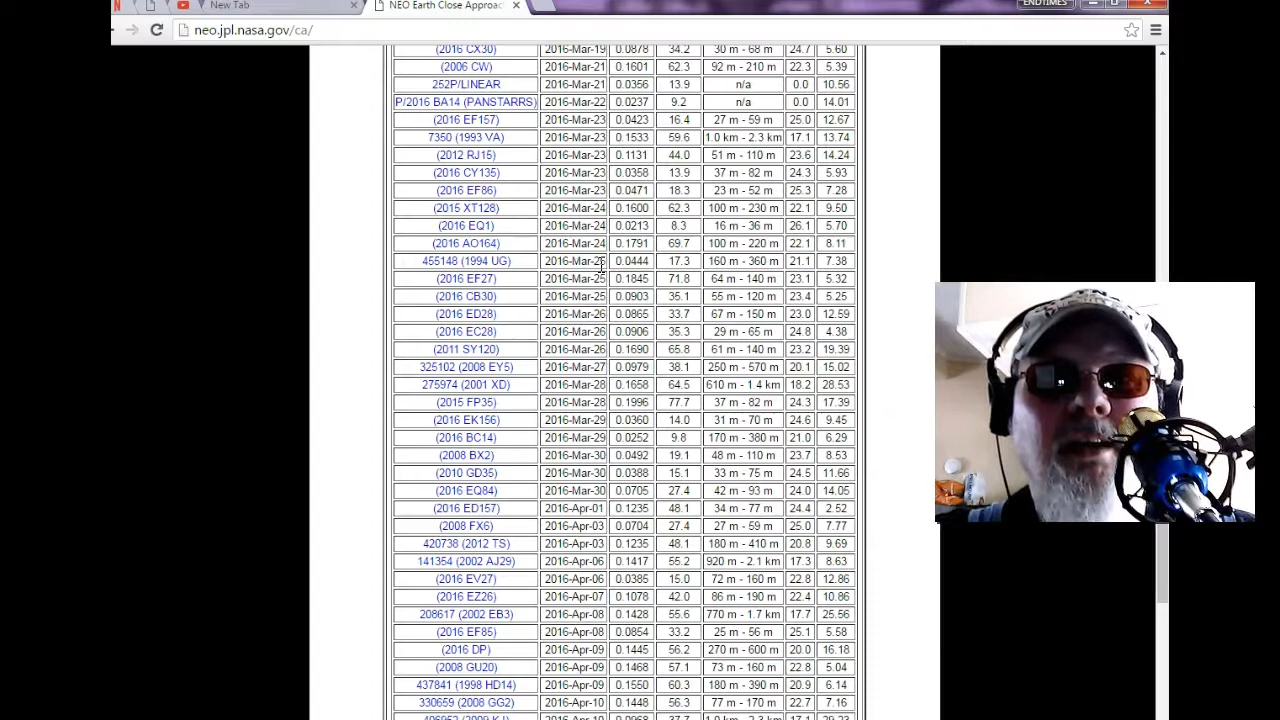 New Tab
NEO Earth Close Approac
ENDTIMES
neo.jpl.nasa.gov/ca/
(2016 CX30) 2016-Mar-19 0.0878 34.2 30 m - 68 m 24.7 5.60
(2006 CW) 2016-Mar-21 0.1601 62.3 92 m - 210 m 22.3 5.39
252P/LINEAR 2016-Mar-21 0.0356 13.9 n/a 0.0 10.56
P/2016 BA14 (PANSTARRS) 2016-Mar-22 0.0237 9.2 n/a 0.0 14.01
(2016 EF157) 2016-Mar-23 0.0423 16.4 27 m - 59 m 25.0 12.67
7350 (1993 VA) 2016-Mar-23 0.1533 59.6 1.0 km - 2.3 km 17.1 13.74
(2012 RJ15) 2016-Mar-23 0.1131 44.0 51 m - 110 m 23.6 14.24
(2016 CY135) 2016-Mar-23 0.0358 13.9 37 m - 82 m 24.3 5.93
(2016 EF86) 2016-Mar-23 0.0471 18.3 23 m - 52 m 25.3 7.28
(2015 XT128) 2016-Mar-24 0.1600 62.3 100 m - 230 m 22.1 9.50
(2016 EQ1) 2016-Mar-24 0.0213 8.3 16 m - 36 m 26.1 5.70
(2016 AO164) 2016-Mar-24 0.1791 69.7 100 m - 220 m 22.1 8.11
455148 (1994 UG) 0.0444 17.3 160 m - 360 m 21.1 7.38
(2016 EF27) 2016-Mar-25 0.1845 71.8 64 m - 140 m 23.1 5.32
(2016 CB30) 2016-Mar-25 0.0903 35.1 55 m - 120 m 23.4 5.25
(2016 ED28) 2016-Mar-26 0.0865 33.7 67 m - 150 m 23.0 12.59
(2016 EC28) 2016-Mar-26 0.0906 35.3 29 m - 65 m 24.8 4.38
(2011 SY120) 2016-Mar-26 0.1690 65.8 61 m - 140 m 23.2 19.39
325102 (2008 EY5) 2016-Mar-27 0.0979 38.1 250 m - 570 m 20.1 15.02
275974 (2001 XD) 2016-Mar-28 0.1658 64.5 610 m - 1.4 km 18.2 28.53
(2015 FP35) 2016-Mar-28 0.1996 77.7 37 m - 82 m 24.3 17.39
(2016 EK156) 2016-Mar-29 0.0360 14.0 31 m - 70 m 24.6 9.45
(2016 BC14) 2016-Mar-29 0.0252 9.8 170 m - 380 m 21.0 6.29
(2008 BX2) 2016-Mar-30 0.0492 19.1 48 m - 110 m 23.7 8.53
(2010 GD35) 2016-Mar-30 0.0388 15.1 33 m - 75 m 24.5 11.66
(2016 EQ84) 2016-Mar-30 0.0705 27.4 42 m - 93 m 24.0 14.05
(2016 ED157) 2016-Apr-01 0.1235 48.1 34 m - 77 m 24.4 2.52
(2008 FX6) 2016-Apr-03 0.0704 27.4 27 m - 59 m 25.0 7.77
420738 (2012 TS) 2016-Apr-03 0.1235 48.1 180 m - 410 m 20.8 9.69
141354 (2002 AJ29) 2016-Apr-06 0.1417 55.2 920 m - 2.1 km 17.3 8.63
(2016 EV27) 2016-Apr-06 0.0385 15.0 72 m - 160 m 22.8 12.86
(2016 EZ26) 2016-Apr-07 0.1078 42.0 86 m - 190 m 22.4 10.86
208617 (2002 EB3) 2016-Apr-08 0.1428 55.6 770 m - 1.7 km 17.7 25.56
(2016 EF85) 2016-Apr-08 0.0854 33.2 25 m - 56 m 25.1 5.58
(2016 DP) 2016-Apr-09 0.1445 56.2 270 m - 600 m 20.0 16.18
(2008 GU20) 2016-Apr-09 0.1468 57.1 73 m - 160 m 22.8 5.04
437841 (1998 HD14) 2016-Apr-09 0.1550 60.3 180 m - 390 m 20.9 6.14
330659 (2008 GG2) 2016-Apr-10 0.1448 56.3 77 m - 170 m 22.7 7.16
406952 (2009 KJ) 2016-Apr-10 0.0968 37.7 1.0 km - 2.3 km 17.1 29.23